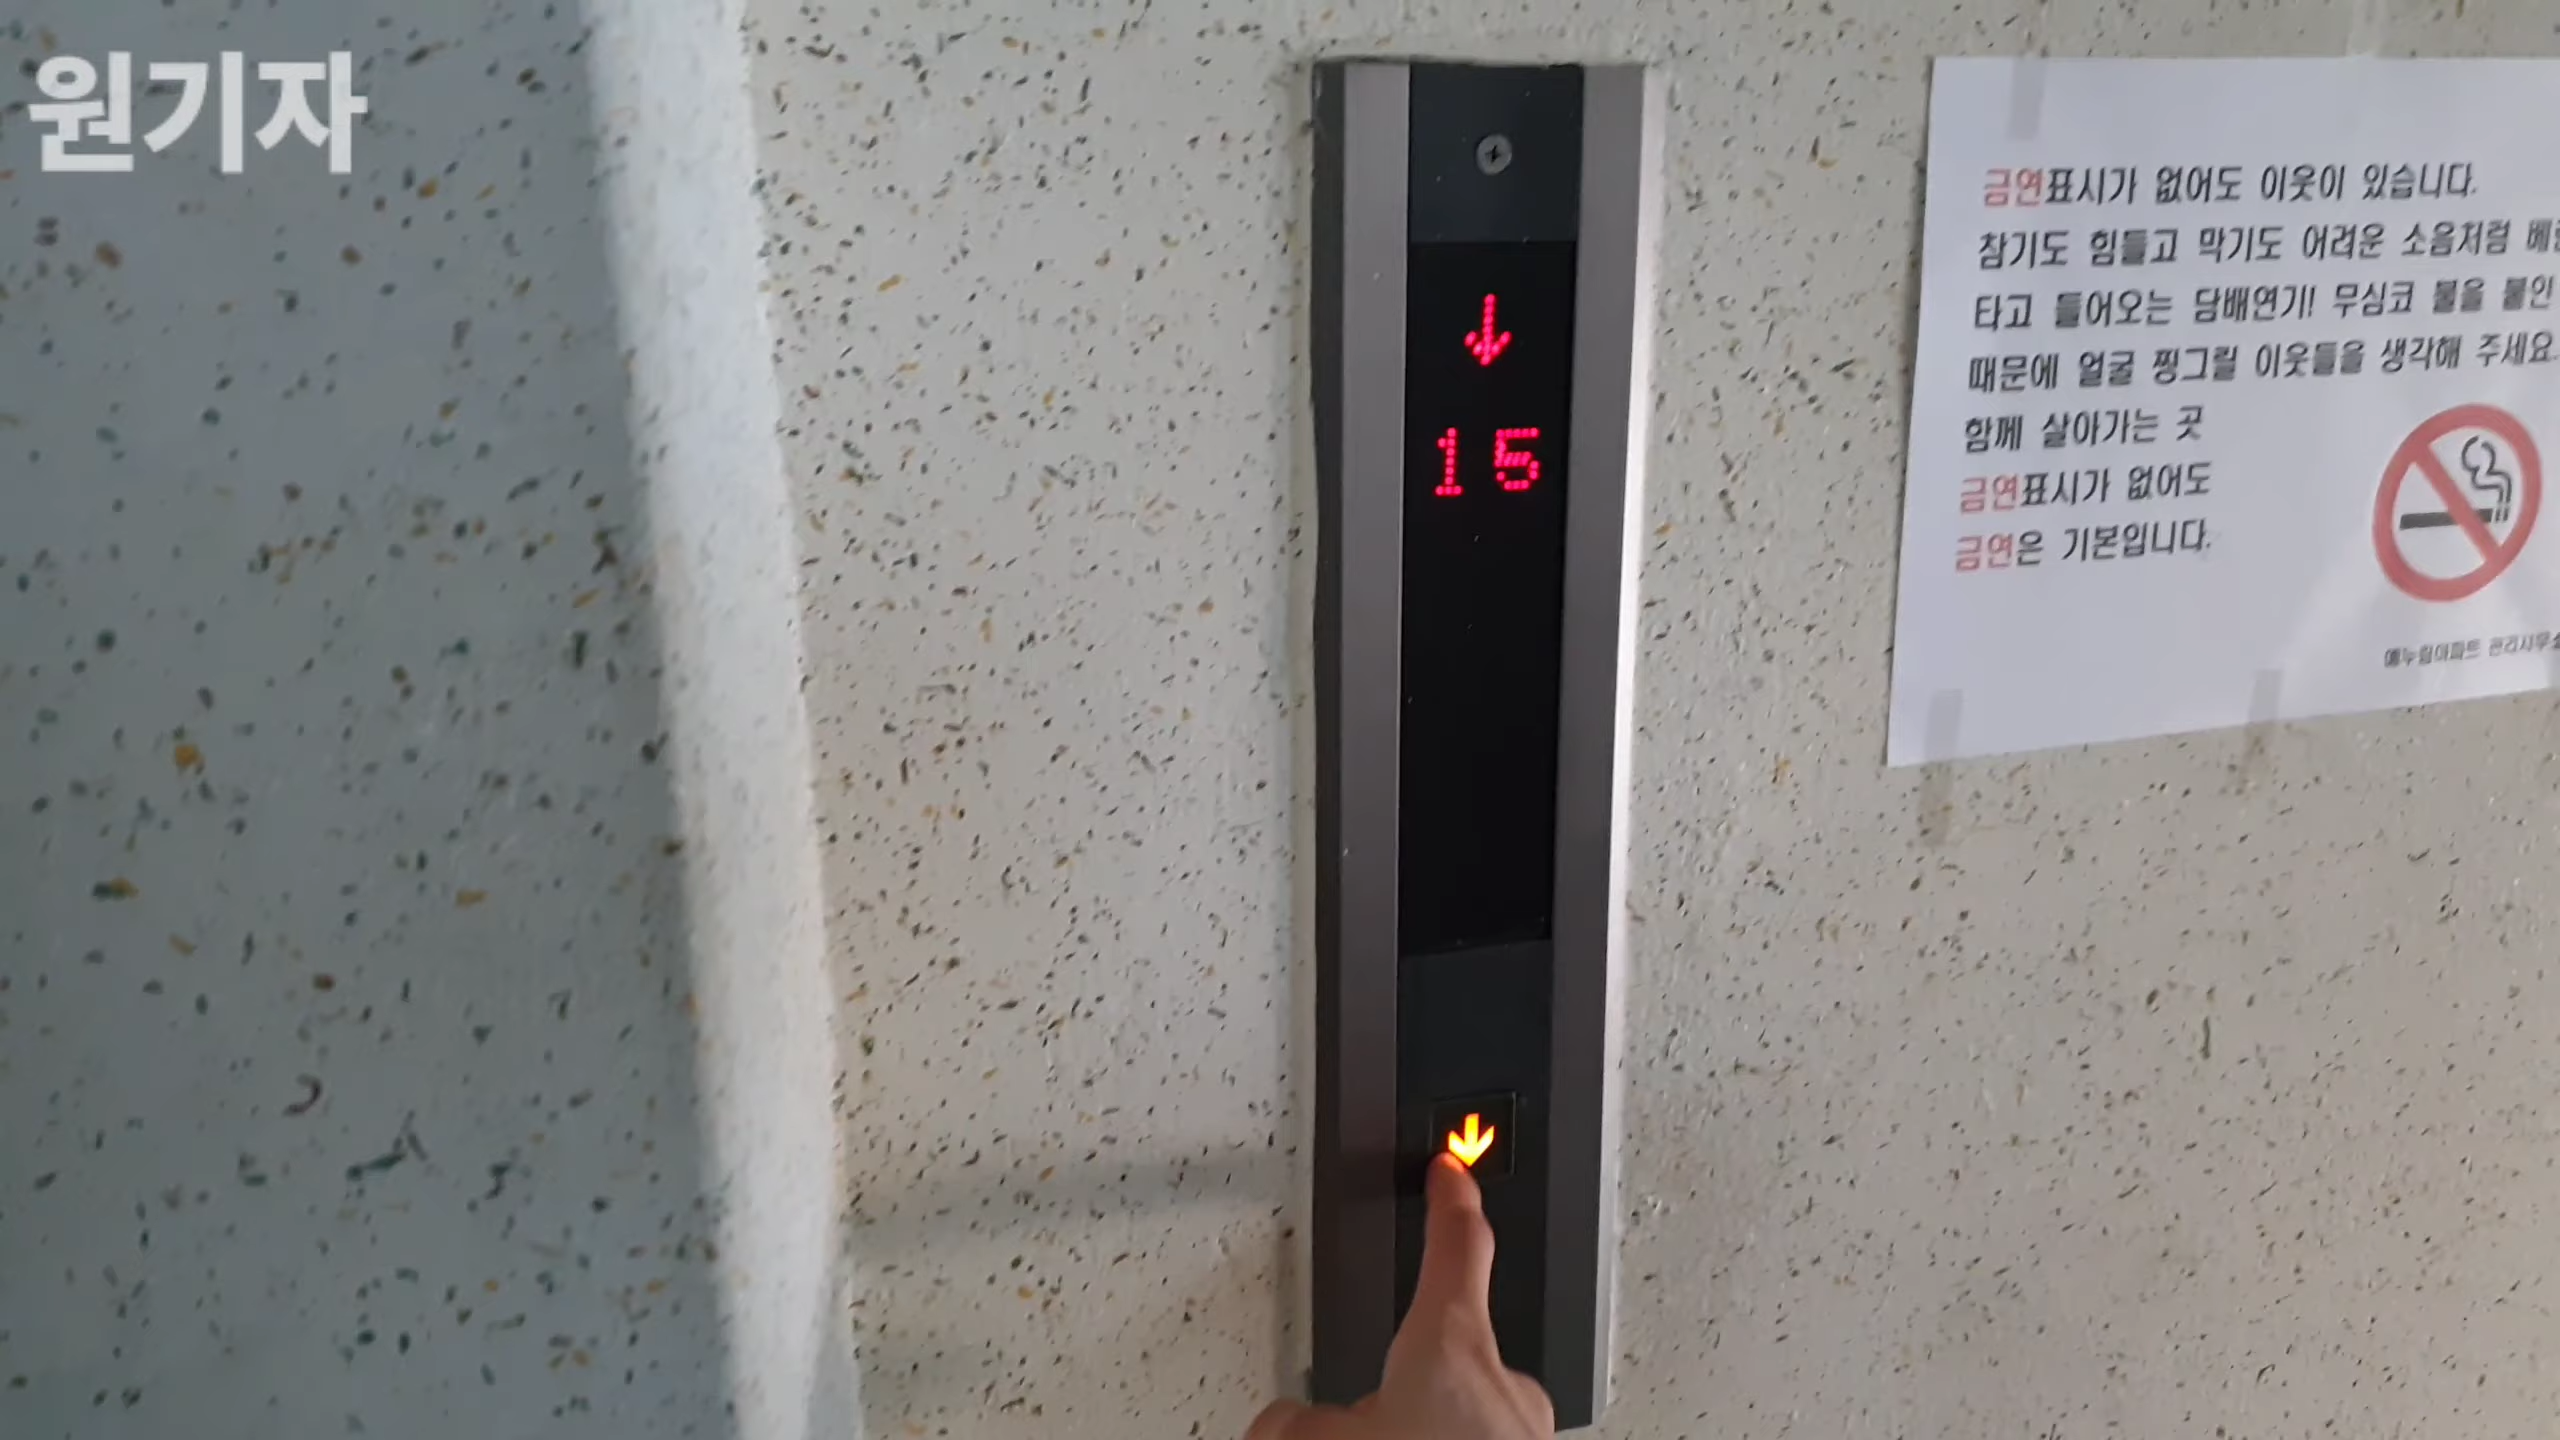 원기자
15
금연표시가 없어도 이웃이 있습니다.
참기도 힘들고 막기도 어려운 소음처럼
타고 들어오는 담배연기! 무심코 불을 붙인
때문에 얼굴 찡그릴 이웃들을 생각해 주세요.
함께 살아가는 곳
금연표시가 없어도
금연은 기본입니다.